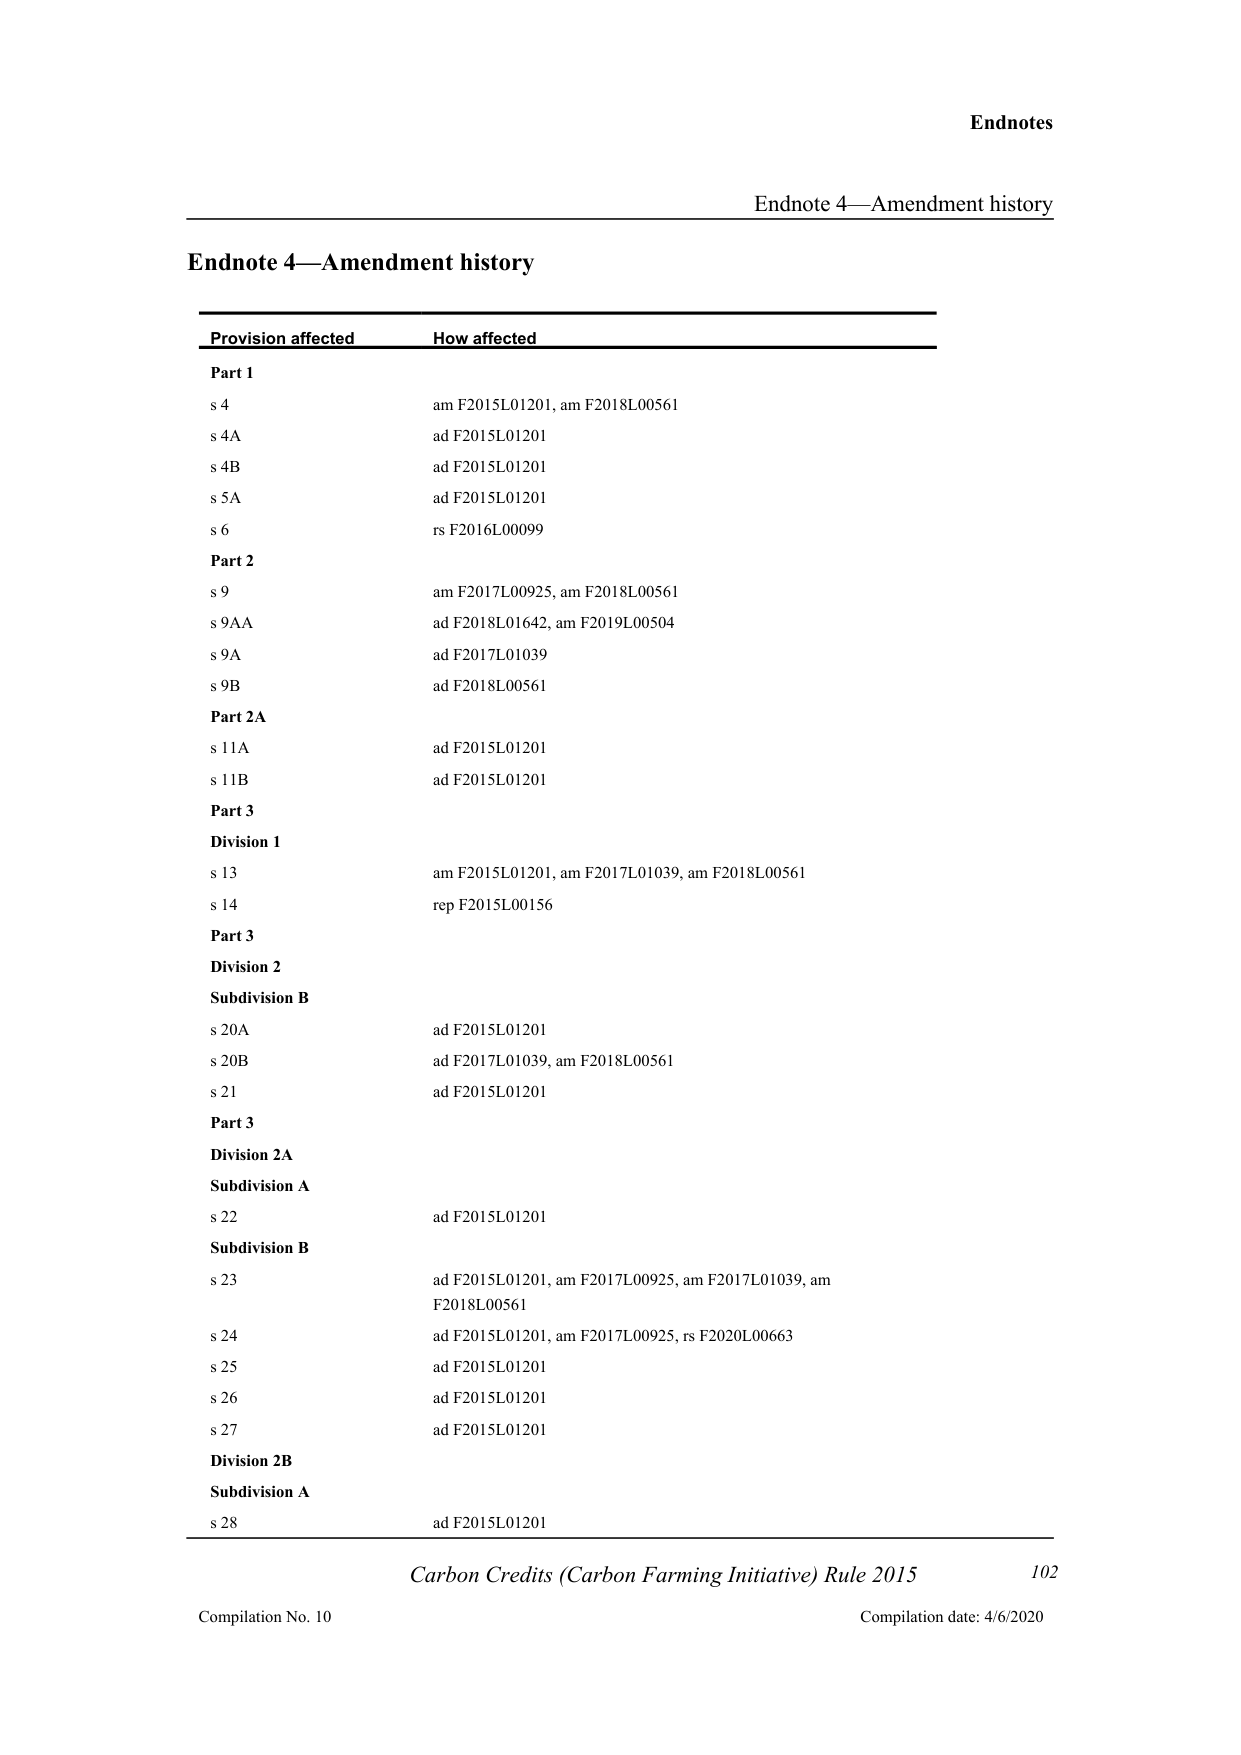 Endnotes
Endnote 4—Amendment history
Endnote 4—Amendment history
Provision affected How affected
Part 1
s 4 am F2015L01201, am F2018L00561
s 4A ad F2015L01201
s 4B ad F2015L01201
s 5A ad F2015L01201
s 6 rs F2016L00099
Part 2
s 9 am F2017L00925, am F2018L00561
s 9AA ad F2018L01642, am F2019L00504
s 9A ad F2017L01039
s 9B ad F2018L00561
Part 2A
s 11A ad F2015L01201
s 11B ad F2015L01201
Part 3
Division 1
s 13 am F2015L01201, am F2017L01039, am F2018L00561
s 14 rep F2015L00156
Part 3
Division 2
Subdivision B
s 20A ad F2015L01201
s 20B ad F2017L01039, am F2018L00561
s 21 ad F2015L01201
Part 3
Division 2A
Subdivision A
s 22 ad F2015L01201
Subdivision B
s 23 ad F2015L01201, am F2017L00925, am F2017L01039, am
F2018L00561
s 24 ad F2015L01201, am F2017L00925, rs F2020L00663
s 25 ad F2015L01201
s 26 ad F2015L01201
s 27 ad F2015L01201
Division 2B
Subdivision A
s 28 ad F2015L01201
Carbon Credits (Carbon Farming Initiative) Rule 2015 102
Compilation No. 10 Compilation date: 4/6/2020